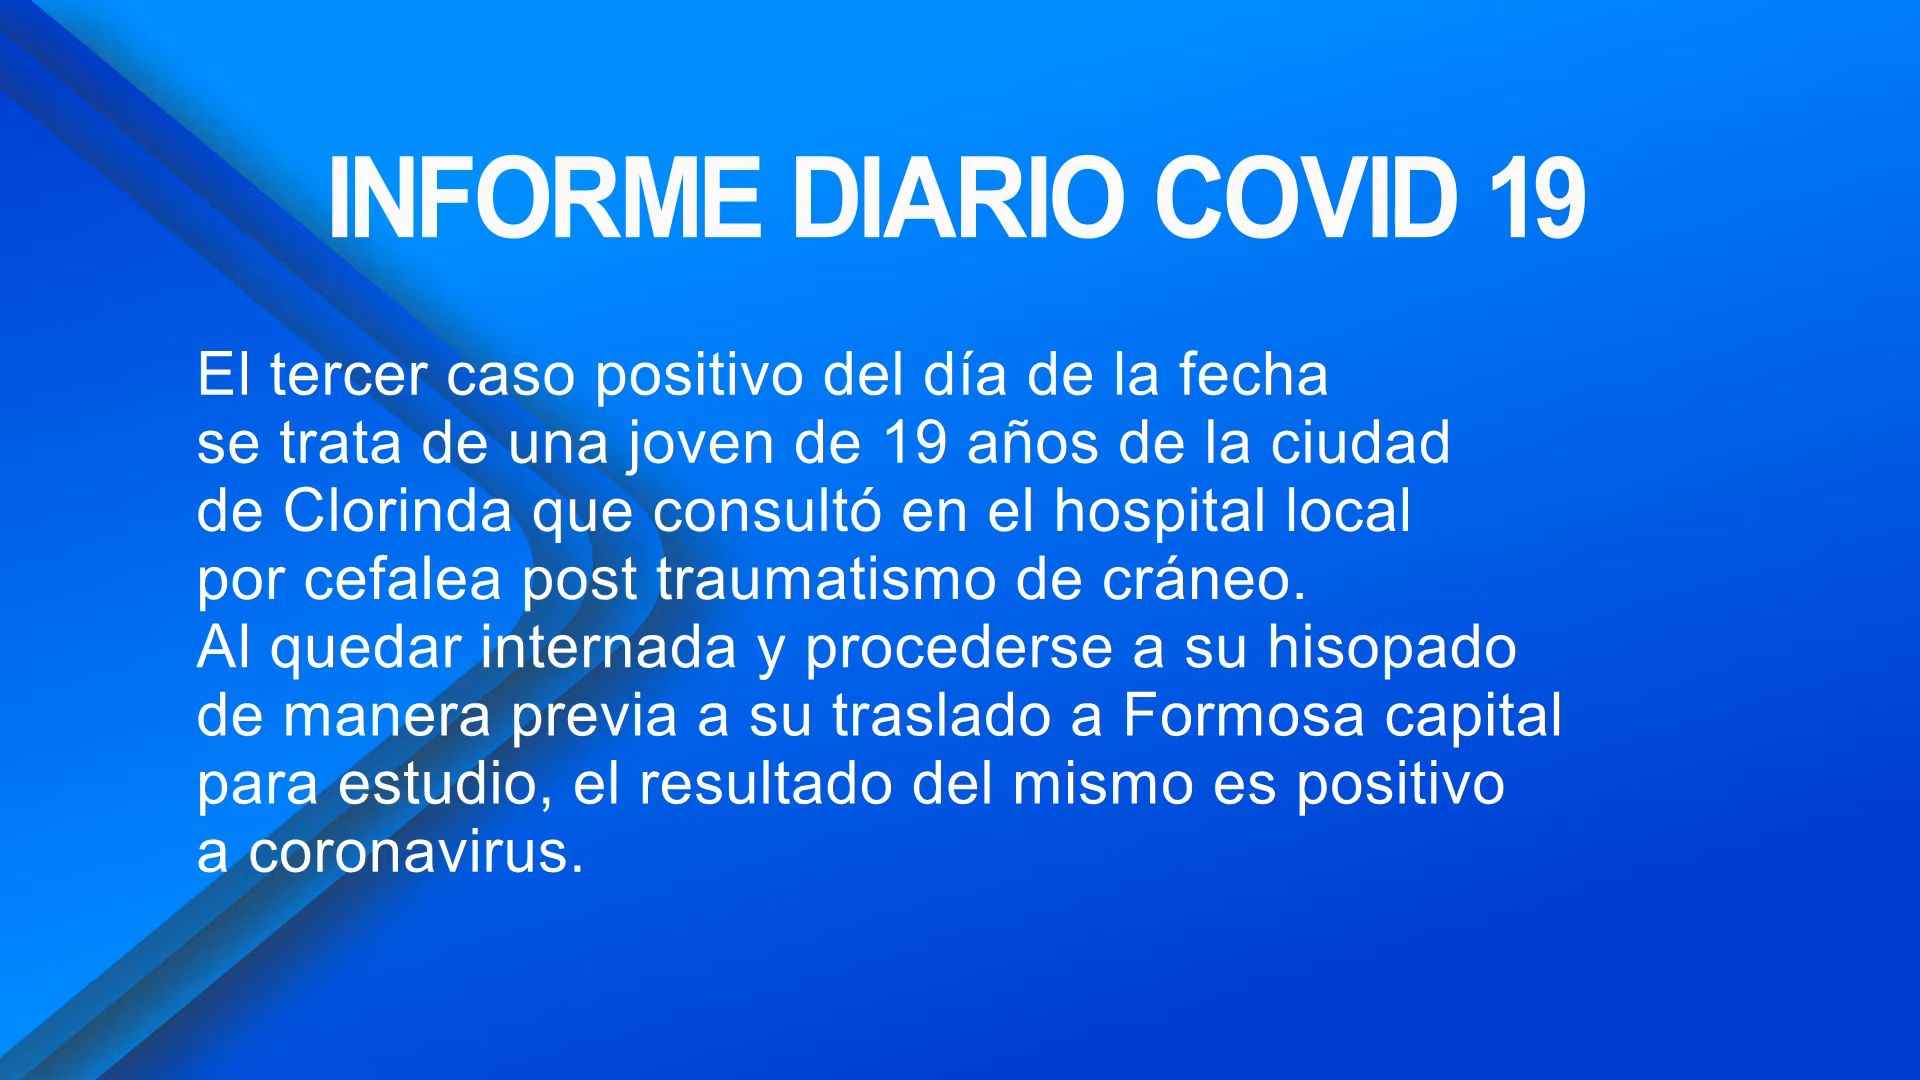 INFORME DIARIO COVID 19
El tercer caso positivo del día de la fecha
se trata de una joven de 19 años de la ciudad
de Clorinda que consultó en el hospital local
por cefalea post traumatismo de cráneo.
Al quedar internada y procederse a su hisopado
de manera previa a su traslado a Formosa capital
para estudio, el resultado del mismo es positivo
a coronavirus.